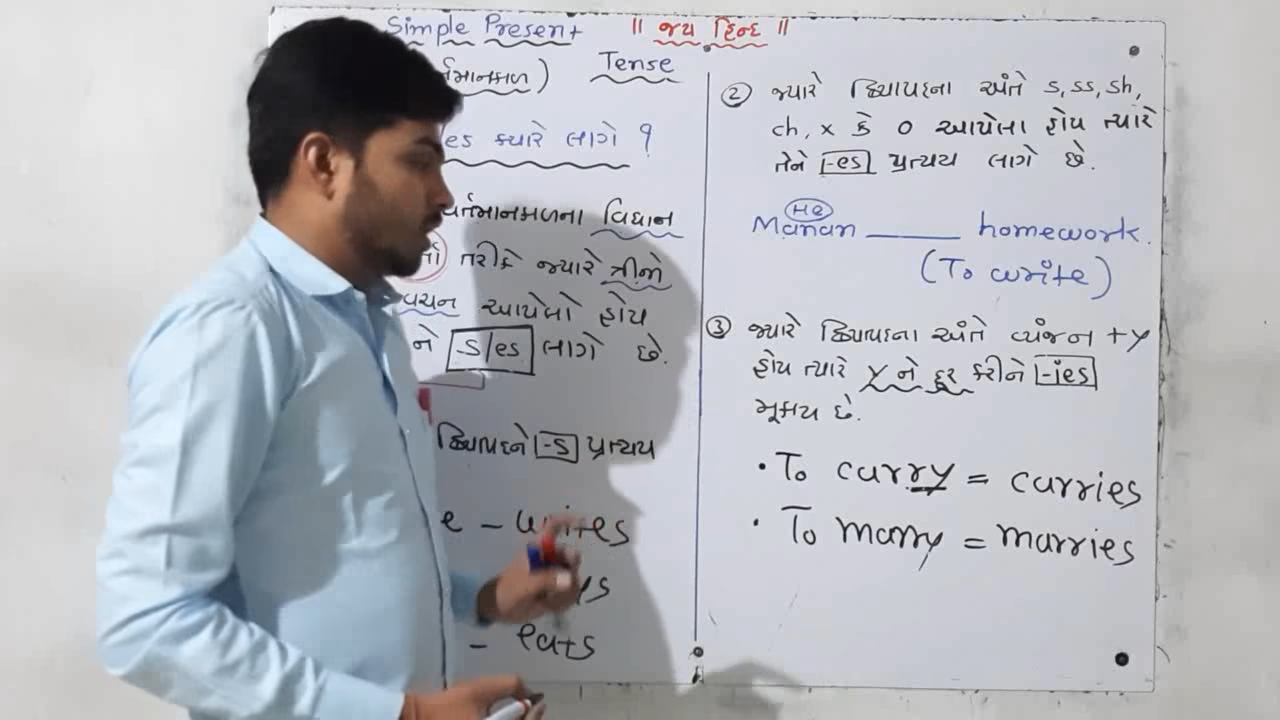 Simple Present
॥ જય હિન્દ ॥
Tense
es ક્યારે લાગે ?
વર્તમાનકાળના વિધાન
તરીકે જ્યારે ત્રીજો
વચન આપેલો હોય
ને -s/es લાગે છે.
ક્રિયાપદને -s પ્રત્યય
e - writes
ys
- eats
② જ્યારે ક્રિયાપદના અંતે s, ss, sh,
ch, x કે o આપેલા હોય ત્યારે
તેને -es પ્રત્યય લાગે છે.
He
Manan ____ homework.
(To write)
③ જ્યારે ક્રિયાપદના અંતે વ્યંજન + y
હોય ત્યારે y ને દૂર કરીને -ies
મૂકાય છે.
• To carry = carries
• To marry = marries